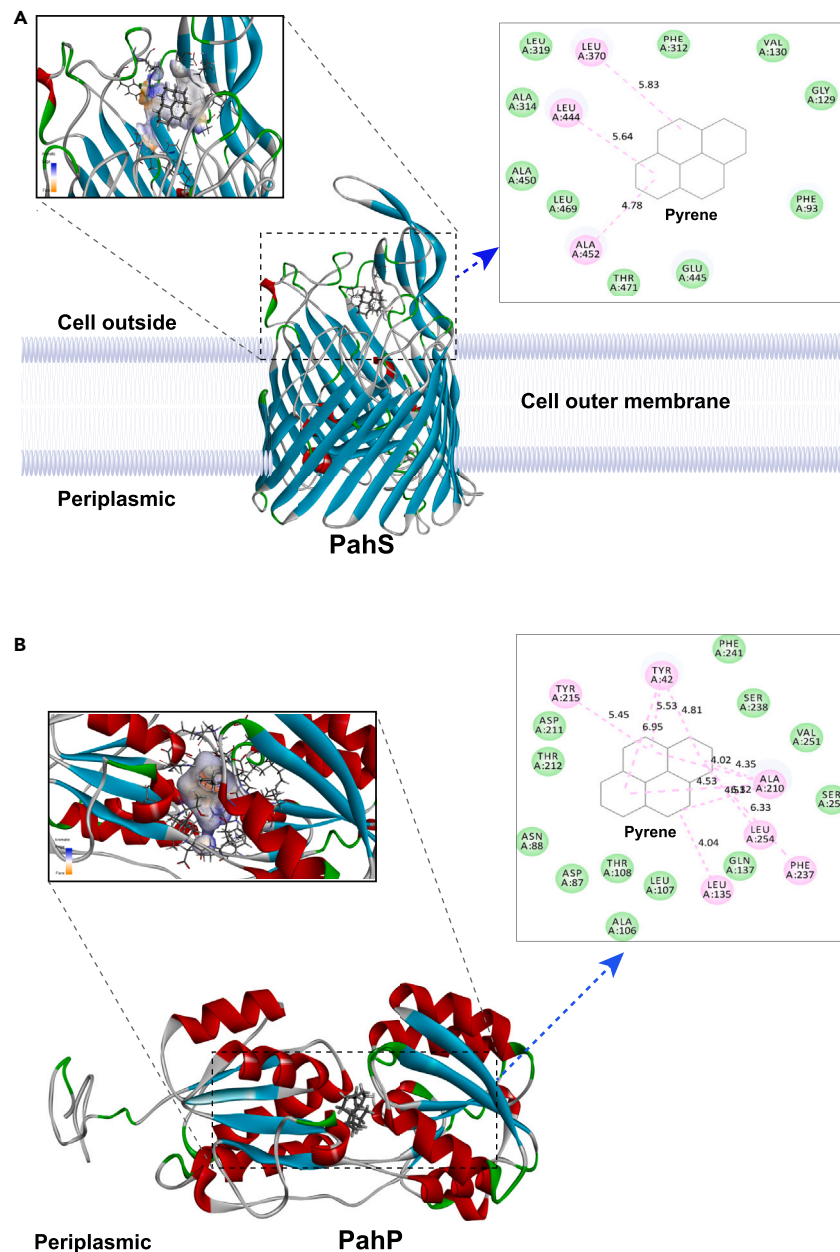 A
LEU
A:319
LEU
A:370
PHE
A:312
VAL
A:130
GLY
A:129
ALA
A:314
LEU
A:444
5.83
5.64
ALA
A:450
LEU
A:469
4.78
Pyrene
PHE
A:93
ALA
A:452
THR
A:471
GLU
A:445
Cell outside
Cell outer membrane
Periplasmic
PahS
B
PHE
A:241
TYR
A:215
TYR
A:42
SER
A:238
5.45
5.53
4.81
6.95
ASP
A:211
THR
A:212
VAL
A:251
4.02
4.35
4.53
ALA
A:210
SER
6.33
Pyrene
LEU
A:254
ASN
A:88
4.04
ASP
A:87
THR
A:108
LEU
A:107
LEU
A:135
GLN
A:137
PHE
A:237
ALA
A:106
Periplasmic
PahP